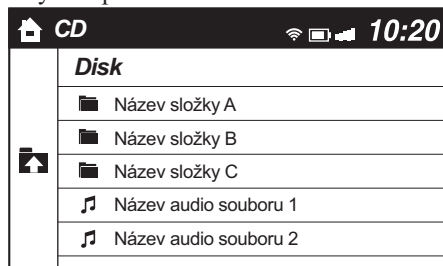 CD 10:20
Disk
Název složky A
Název složky B
Název složky C
Název audio souboru 1
Název audio souboru 2